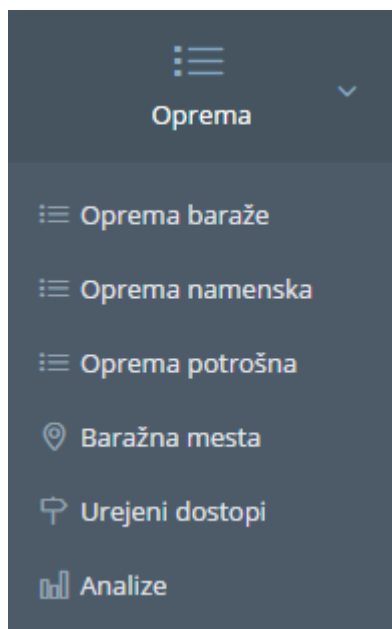 Oprema
Oprema baraže
Oprema namenska
Oprema potrošna
Baražna mesta
Urejeni dostopi
Analize